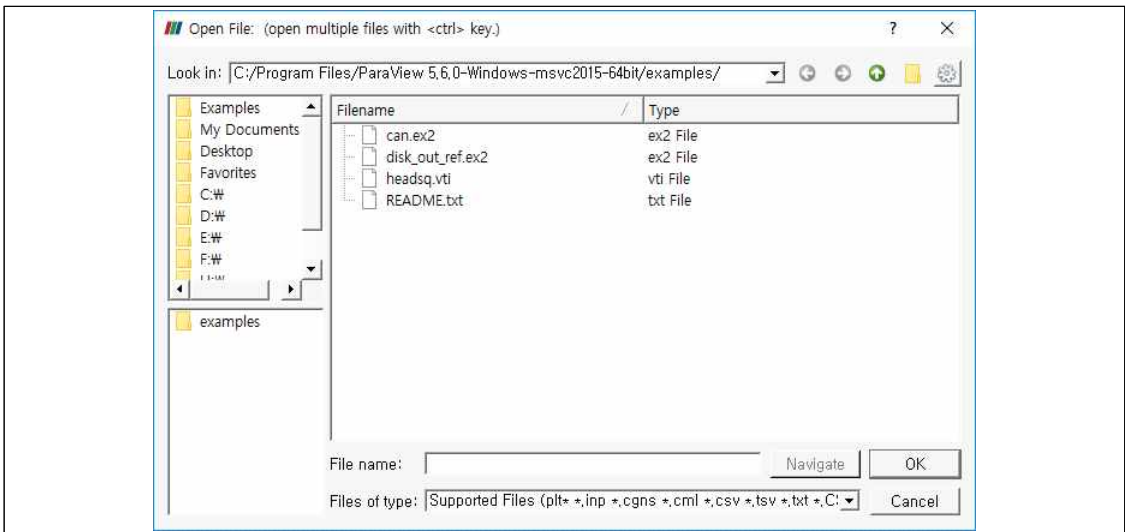 Open File: (open multiple files with <ctrl> key.)
?
Look in: C:/Program Files/ParaView 5,6,0-Windows-msvc2015-64bit/examples/
Examples
My Documents
Desktop
Favorites
C:₩
D:₩
E:₩
F:₩
Filename
Type
can.ex2 ex2 File
disk_out_ref.ex2 ex2 File
headsq.vti vti File
README.txt txt File
examples
File name:
Navigate
OK
Files of type: Supported Files (plt* *,inp *,cgns *,cml *,csv *,tsv *,txt *,C
Cancel